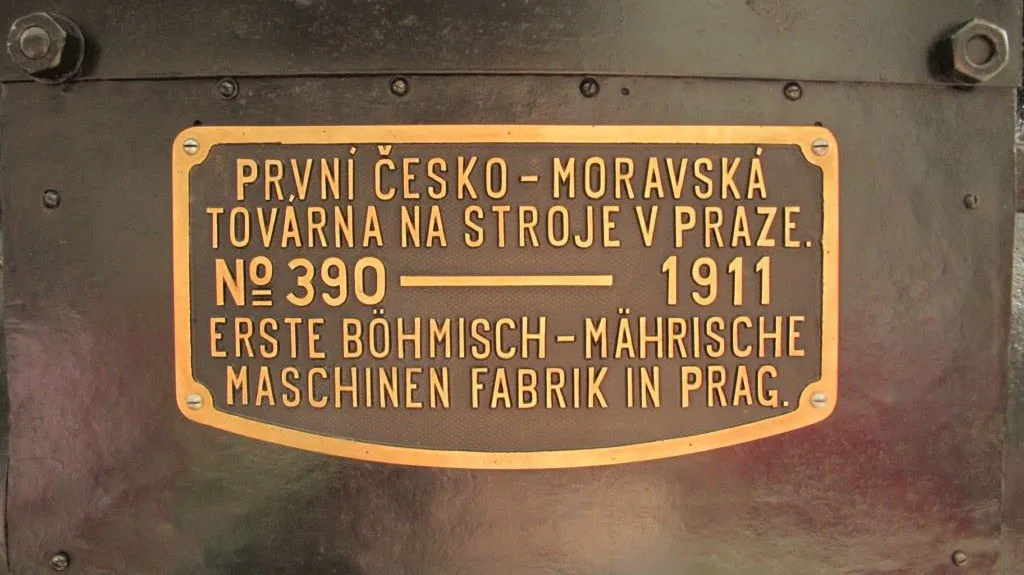 PRVNÍ ČESKO - MORAVSKÁ
TOVÁRNA NA STROJE V PRAZE.
№ 390 — 1911
ERSTE BÖHMISCH - MÄHRISCHE
MASCHINEN FABRIK IN PRAG.